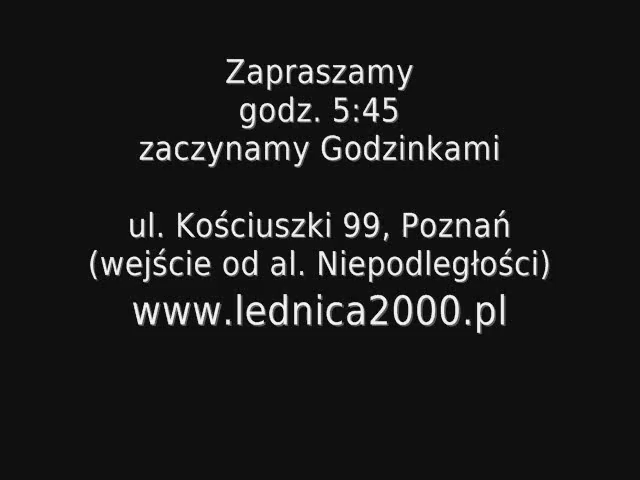 Zapraszamy
godz. 5:45
zaczynamy Godzinkami
ul. Kościuszki 99, Poznań
(wejście od al. Niepodległości)
www.lednica2000.pl